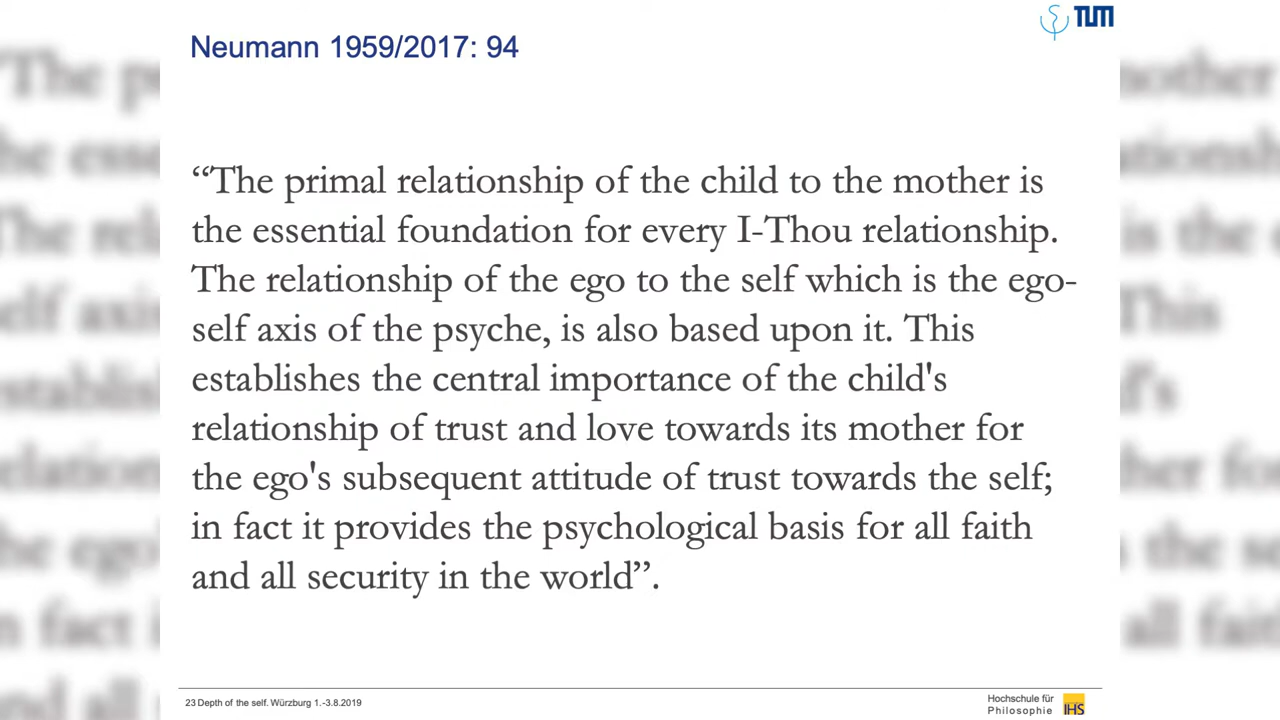 Neumann 1959/2017: 94
TUM
“The primal relationship of the child to the mother is
the essential foundation for every I-Thou relationship.
The relationship of the ego to the self which is the ego-
self axis of the psyche, is also based upon it. This
establishes the central importance of the child's
relationship of trust and love towards its mother for
the ego's subsequent attitude of trust towards the self;
in fact it provides the psychological basis for all faith
and all security in the world”.
23 Depth of the self. Würzburg 1.-3.8.2019
Hochschule für
Philosophie
IHS